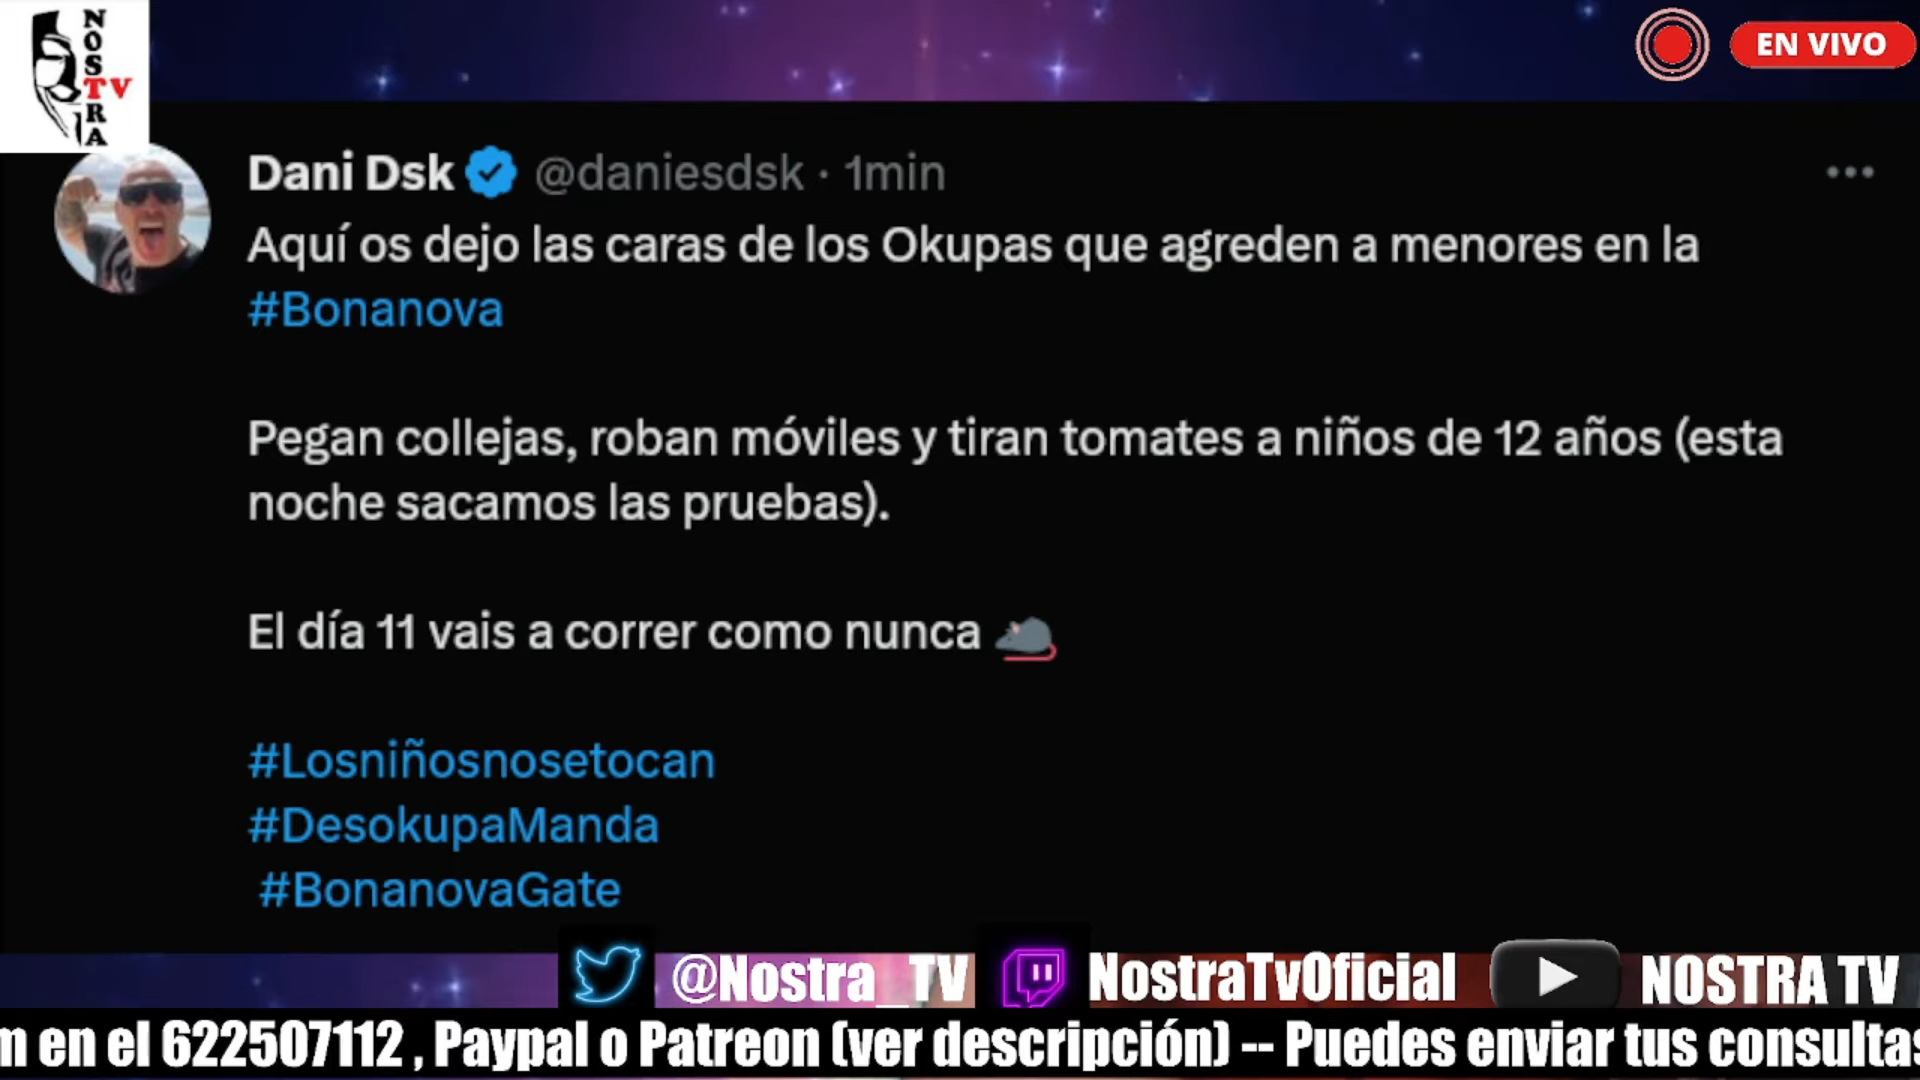 NOSTRA
TV
EN VIVO
Dani Dsk @daniesdsk · 1min
Aquí os dejo las caras de los Okupas que agreden a menores en la
#Bonanova
Pegan collejas, roban móviles y tiran tomates a niños de 12 años (esta
noche sacamos las pruebas).
El día 11 vais a correr como nunca 🐀
#Losniñosnosetocan
#DesokupaManda
#BonanovaGate
@Nostra_TV NostraTvOficial NOSTRA TV
m en el 622507112 , Paypal o Patreon (ver descripción) -- Puedes enviar tus consultas